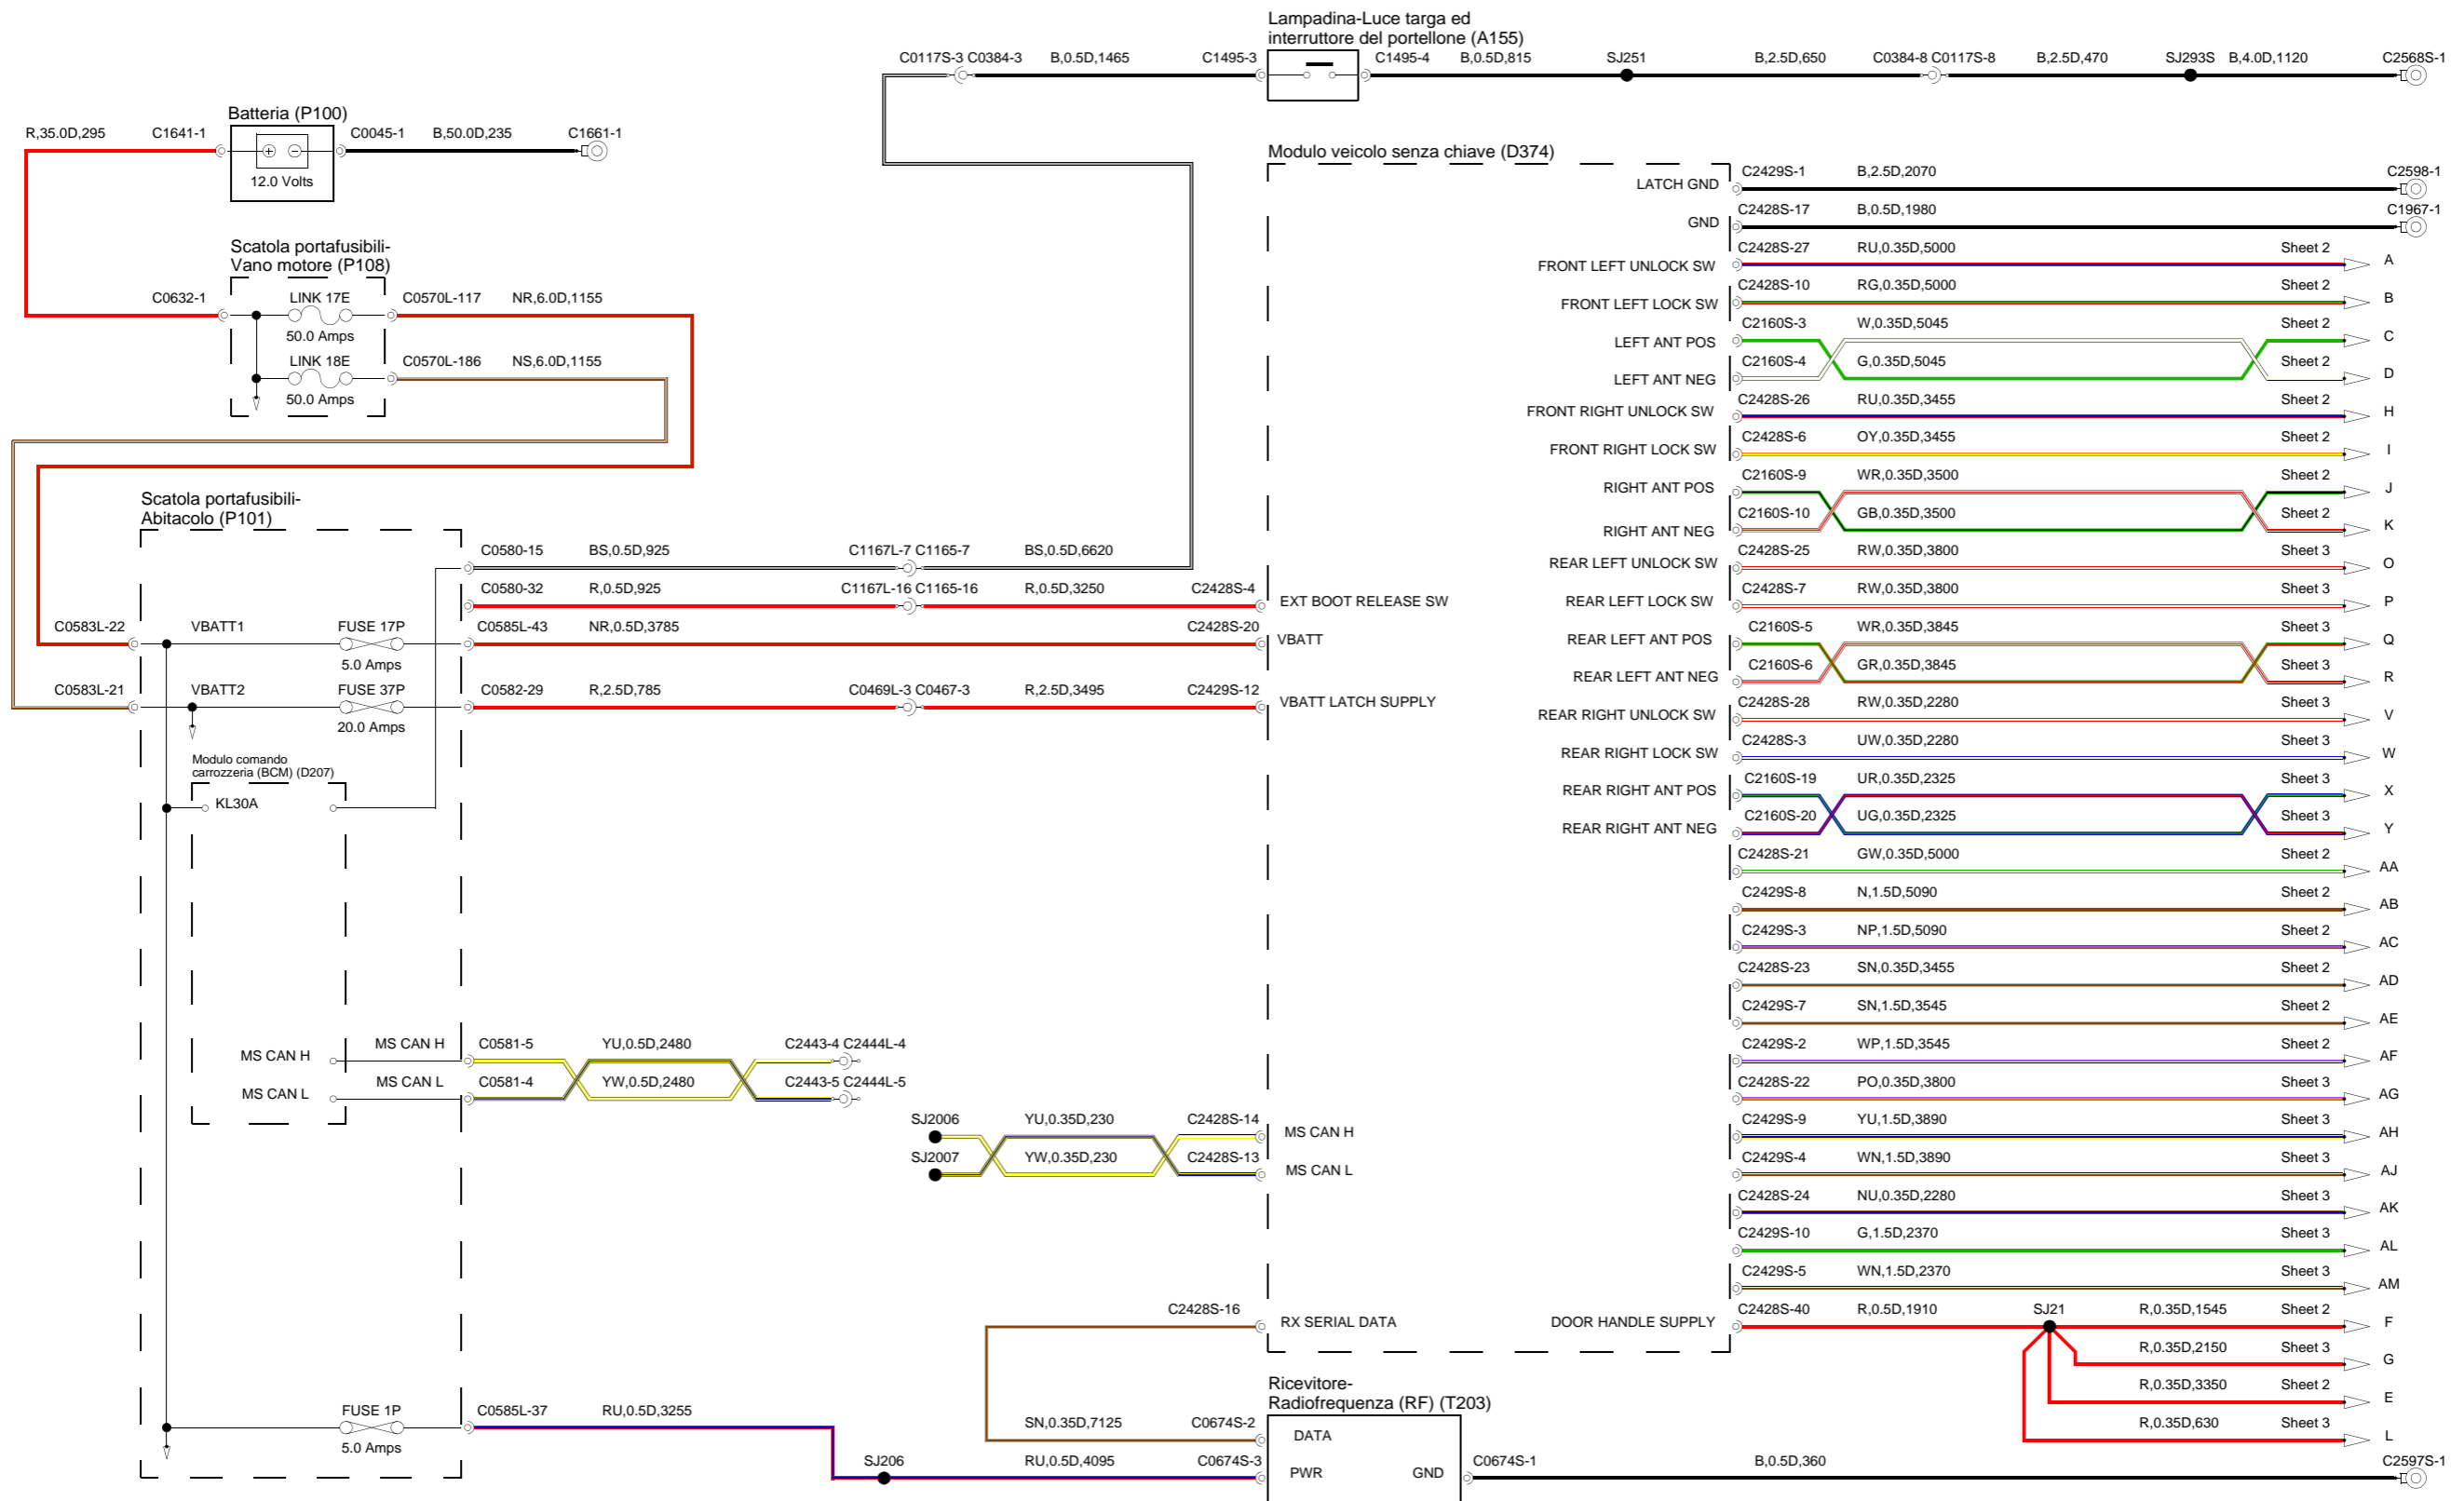 Lampadina-Luce targa ed
interruttore del portellone (A155)
C0117S-3 C0384-3 B,0.5D,1465 C1495-3 C1495-4 B,0.5D,815 SJ251 B,2.5D,650 C0384-8 C0117S-8 B,2.5D,470 SJ293S B,4.0D,1120 C2568S-1
Batteria (P100)
R,35.0D,295 C1641-1 C0045-1 B,50.0D,235 C1661-1
12.0 Volts
Scatola portafusibili-
Vano motore (P108)
C0632-1 LINK 17E C0570L-117 NR,6.0D,1155
50.0 Amps
LINK 18E C0570L-186 NS,6.0D,1155
50.0 Amps
Scatola portafusibili-
Abitacolo (P101)
C0580-15 BS,0.5D,925 C1167L-7 C1165-7 BS,0.5D,6620
C0580-32 R,0.5D,925 C1167L-16 C1165-16 R,0.5D,3250 C2428S-4 EXT BOOT RELEASE SW
C0583L-22 VBATT1 FUSE 17P C0585L-43 NR,0.5D,3785 C2428S-20 VBATT
5.0 Amps
C0583L-21 VBATT2 FUSE 37P C0582-29 R,2.5D,785 C0469L-3 C0467-3 R,2.5D,3495 C2429S-12 VBATT LATCH SUPPLY
20.0 Amps
Modulo comando
carrozzeria (BCM) (D207)
KL30A
MS CAN H MS CAN H C0581-5 YU,0.5D,2480 C2443-4 C2444L-4
MS CAN L MS CAN L C0581-4 YW,0.5D,2480 C2443-5 C2444L-5
SJ2006 YU,0.35D,230 C2428S-14 MS CAN H
SJ2007 YW,0.35D,230 C2428S-13 MS CAN L
C2428S-16 RX SERIAL DATA
FUSE 1P C0585L-37 RU,0.5D,3255
5.0 Amps
Modulo veicolo senza chiave (D374)
LATCH GND C2429S-1 B,2.5D,2070 C2598-1
GND C2428S-17 B,0.5D,1980 C1967-1
FRONT LEFT UNLOCK SW C2428S-27 RU,0.35D,5000 Sheet 2 A
FRONT LEFT LOCK SW C2428S-10 RG,0.35D,5000 Sheet 2 B
LEFT ANT POS C2160S-3 W,0.35D,5045 Sheet 2 C
LEFT ANT NEG C2160S-4 G,0.35D,5045 Sheet 2 D
FRONT RIGHT UNLOCK SW C2428S-26 RU,0.35D,3455 Sheet 2 H
FRONT RIGHT LOCK SW C2428S-6 OY,0.35D,3455 Sheet 2 I
RIGHT ANT POS C2160S-9 WR,0.35D,3500 Sheet 2 J
RIGHT ANT NEG C2160S-10 GB,0.35D,3500 Sheet 2 K
REAR LEFT UNLOCK SW C2428S-25 RW,0.35D,3800 Sheet 3 O
REAR LEFT LOCK SW C2428S-7 RW,0.35D,3800 Sheet 3 P
REAR LEFT ANT POS C2160S-5 WR,0.35D,3845 Sheet 3 Q
REAR LEFT ANT NEG C2160S-6 GR,0.35D,3845 Sheet 3 R
REAR RIGHT UNLOCK SW C2428S-28 RW,0.35D,2280 Sheet 3 V
REAR RIGHT LOCK SW C2428S-3 UW,0.35D,2280 Sheet 3 W
REAR RIGHT ANT POS C2160S-19 UR,0.35D,2325 Sheet 3 X
REAR RIGHT ANT NEG C2160S-20 UG,0.35D,2325 Sheet 3 Y
C2428S-21 GW,0.35D,5000 Sheet 2 AA
C2429S-8 N,1.5D,5090 Sheet 2 AB
C2429S-3 NP,1.5D,5090 Sheet 2 AC
C2428S-23 SN,0.35D,3455 Sheet 2 AD
C2429S-7 SN,1.5D,3545 Sheet 2 AE
C2429S-2 WP,1.5D,3545 Sheet 2 AF
C2428S-22 PO,0.35D,3800 Sheet 3 AG
C2429S-9 YU,1.5D,3890 Sheet 3 AH
C2429S-4 WN,1.5D,3890 Sheet 3 AJ
C2428S-24 NU,0.35D,2280 Sheet 3 AK
C2429S-10 G,1.5D,2370 Sheet 3 AL
C2429S-5 WN,1.5D,2370 Sheet 3 AM
DOOR HANDLE SUPPLY C2428S-40 R,0.5D,1910 SJ21 R,0.35D,1545 Sheet 2 F
R,0.35D,2150 Sheet 3 G
R,0.35D,3350 Sheet 2 E
R,0.35D,630 Sheet 3 L
Ricevitore-
Radiofrequenza (RF) (T203)
SN,0.35D,7125 C0674S-2 DATA
SJ206 RU,0.5D,4095 C0674S-3 PWR GND C0674S-1 B,0.5D,360 C2597S-1